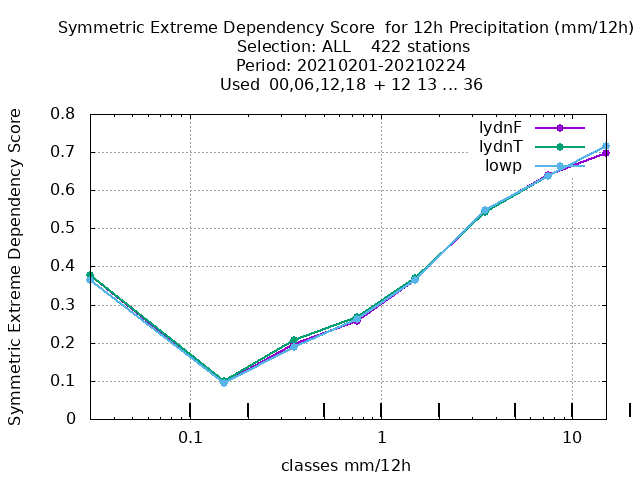 Symmetric Extreme Dependency Score  for 12h Precipitation (mm/12h)
Selection: ALL    422 stations
Period: 20210201-20210224
Used  00,06,12,18  + 12 13 ... 36
Symmetric Extreme Dependency Score
0.8
0.7
0.6
0.5
0.4
0.3
0.2
0.1
0
lydnF
lydnT
lowp
0.1
1
10
classes mm/12h